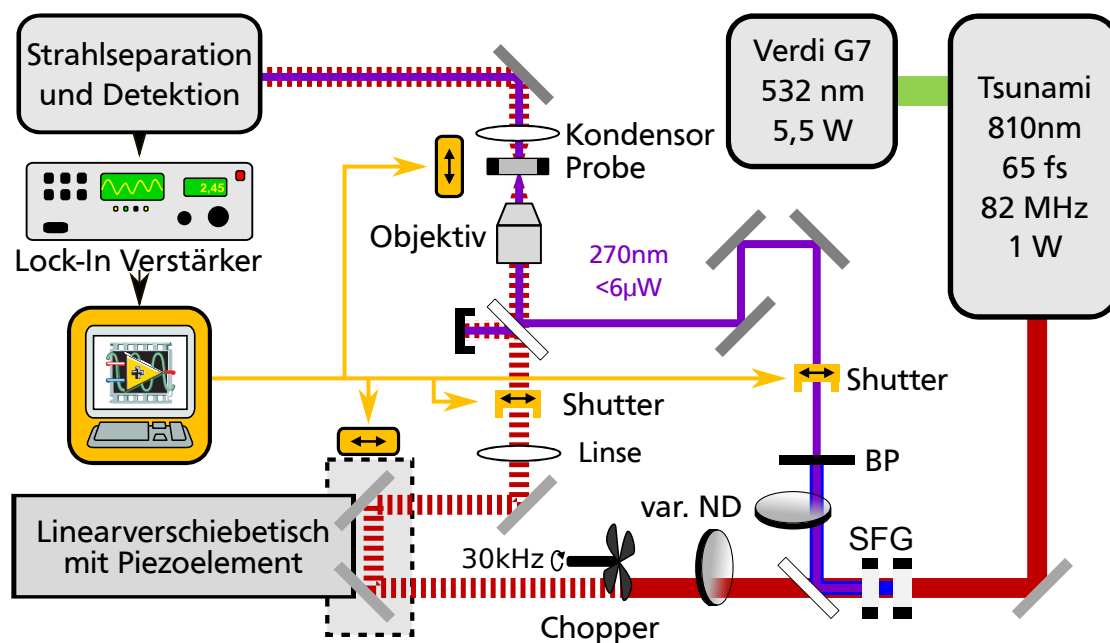 Strahlseparation
und Detektion
Verdi G7
532 nm
5,5 W
Tsunami
810nm
65 fs
82 MHz
1 W
Kondensor
Probe
2,45
Lock-In Verstärker
Objektiv
270nm
<6µW
Shutter
Shutter
Linse
BP
var. ND
SFG
Linearverschiebetisch
mit Piezoelement
30kHz
Chopper